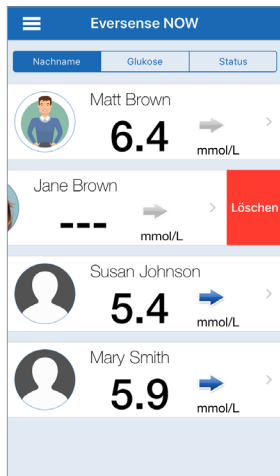 Eversense NOW
Nachname Glukose Status
Matt Brown
6.4
mmol/L
Jane Brown
---
mmol/L
Löschen
Susan Johnson
5.4
mmol/L
Mary Smith
5.9
mmol/L